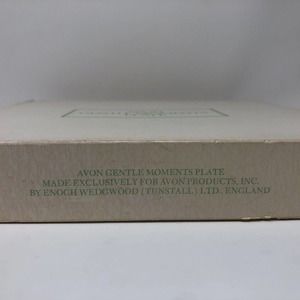 AVON GENTLE MOMENTS PLATE
MADE EXCLUSIVELY FOR AVON PRODUCTS, INC.
BY ENOCH WEDGWOOD (TUNSTALL) LTD., ENGLAND